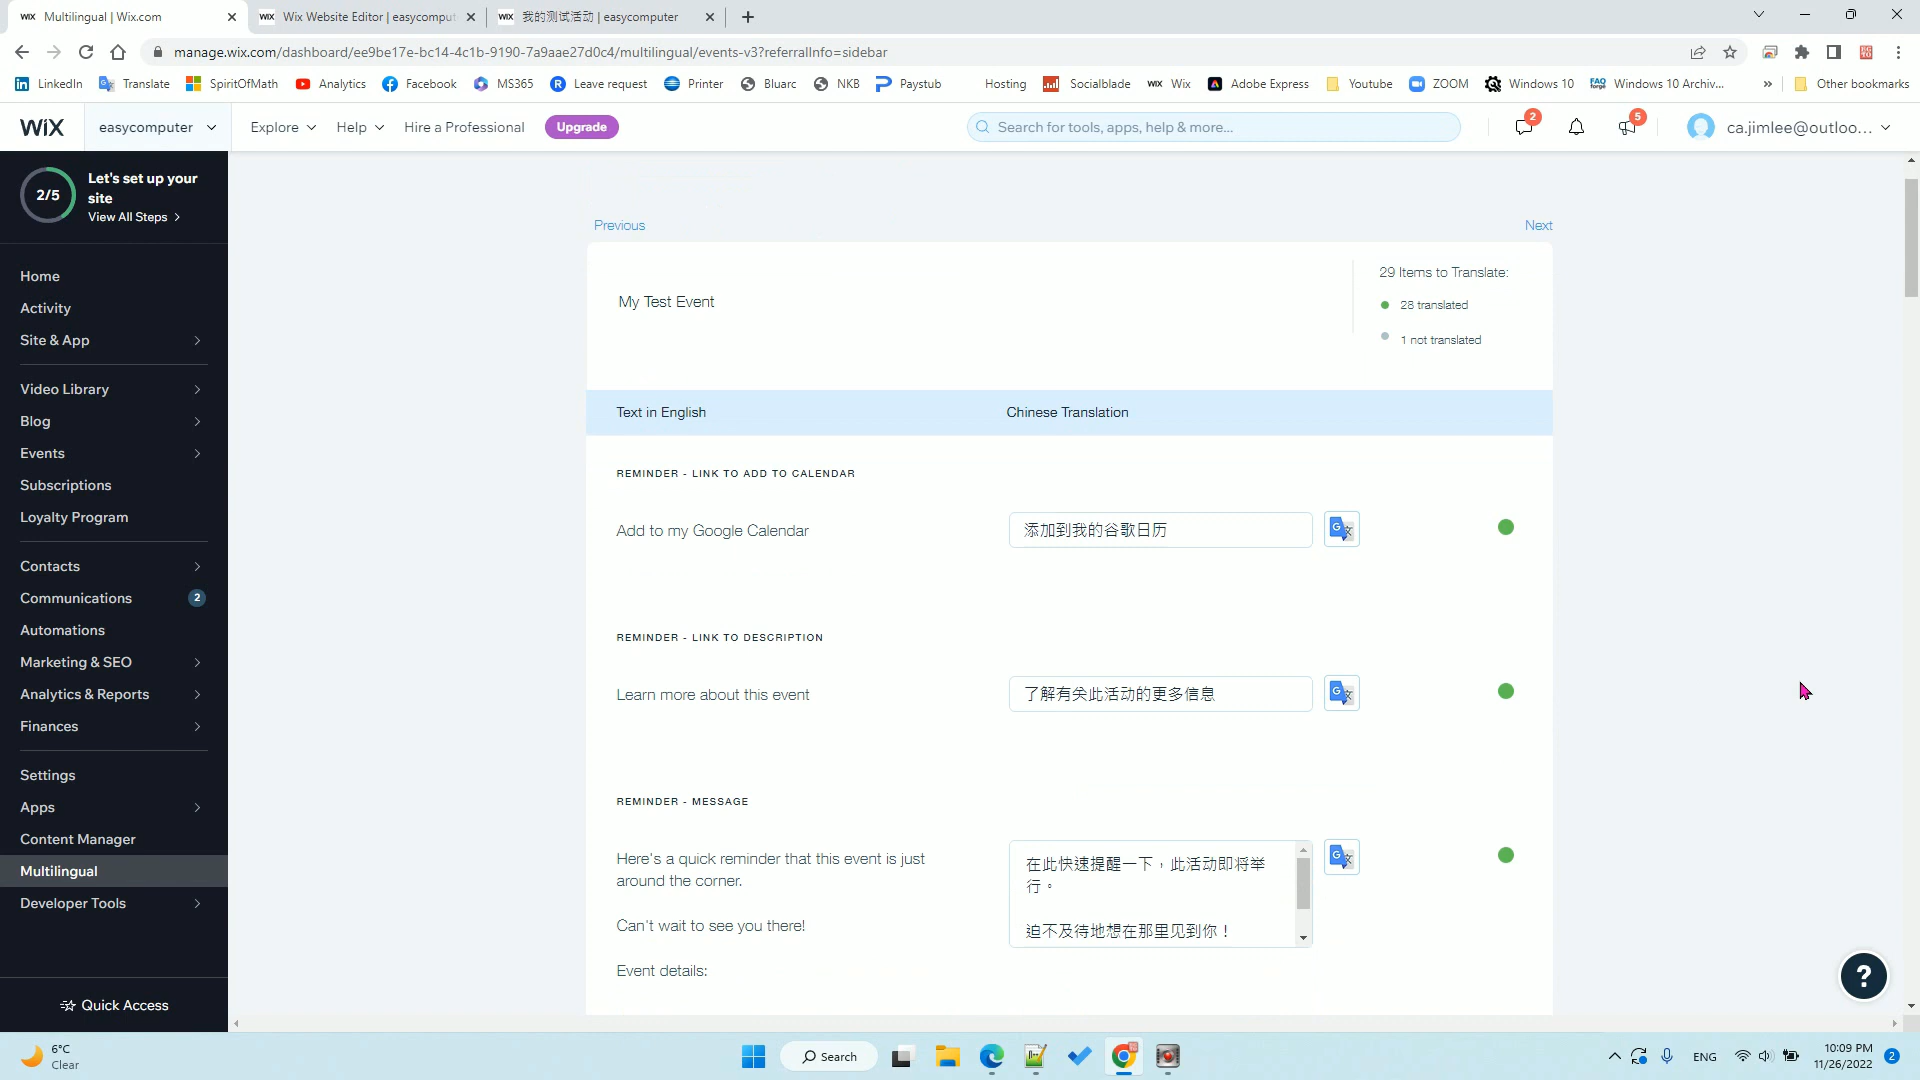 WIX Multilingual | Wix.com
WIX Wix Website Editor | easycomput
WIX 我的测试活动 | easycomputer
manage.wix.com/dashboard/ee9be17e-bc14-4c1b-9190-7a9aae27d0c4/multilingual/events-v3?referralInfo=sidebar
LinkedIn Translate SpiritOfMath Analytics Facebook MS365 Leave request Printer Bluarc NKB Paystub Hosting Socialblade WIX Wix Adobe Express Youtube ZOOM Windows 10 Windows 10 Archiv... » Other bookmarks
WIX easycomputer Explore Help Hire a Professional Upgrade Search for tools, apps, help & more... 2 5 ca.jimlee@outloo...
2/5
Let's set up your
site
View All Steps
Home
Activity
Site & App
Video Library
Blog
Events
Subscriptions
Loyalty Program
Contacts
Communications 2
Automations
Marketing & SEO
Analytics & Reports
Finances
Settings
Apps
Content Manager
Multilingual
Developer Tools
Quick Access
Previous Next
My Test Event
29 Items to Translate:
28 translated
1 not translated
Text in English Chinese Translation
REMINDER - LINK TO ADD TO CALENDAR
Add to my Google Calendar 添加到我的谷歌日历
REMINDER - LINK TO DESCRIPTION
Learn more about this event 了解有关此活动的更多信息
REMINDER - MESSAGE
Here's a quick reminder that this event is just
around the corner.
Can't wait to see you there!
Event details:
在此快速提醒一下，此活动即将举
行。
迫不及待地想在那里见到你！
?
6°C
Clear
Search
ENG
10:09 PM
11/26/2022
2